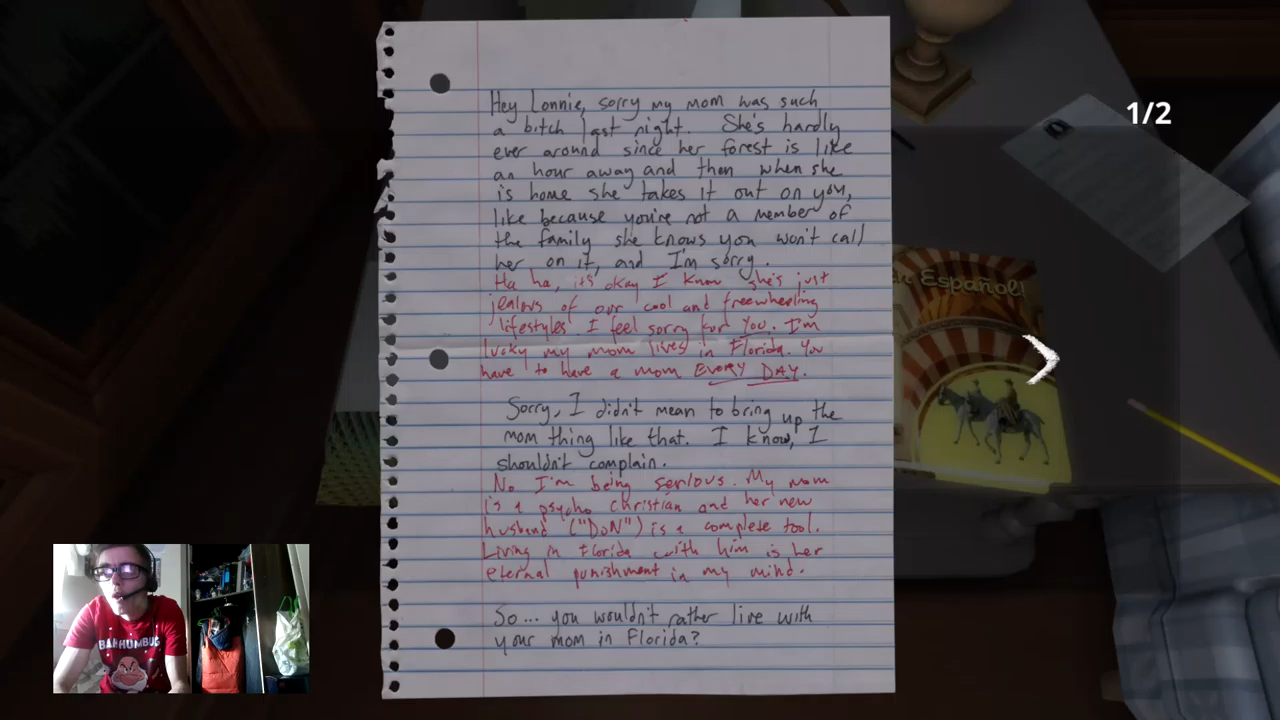 1/2
Hey Lonnie, sorry my mom was such
a bitch last night. She's hardly
ever around since her forest is like
an hour away and then when she
is home she takes it out on you,
like because you're not a member of
the family she knows you won't call
her on it, and I'm sorry.
Ha ha, it's okay I know she's just
jealous of our cool and freewheeling
lifestyles. I feel sorry for You. I'm
lucky my mom lives in Florida. You
have to have a mom EVERY DAY.
Sorry, I didn't mean to bring up the
mom thing like that. I know, I
shouldn't complain.
No I'm being serious. My mom
is a psycho christian and her new
husband ("DoN") is a complete tool.
Living in Florida with him is her
eternal punishment in my mind.
So... you wouldn't rather live with
your mom in Florida?
en Español!
BAH HUMBUG